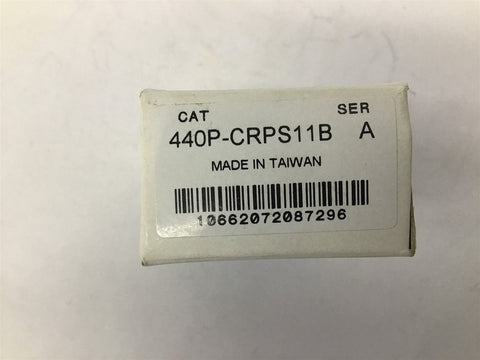 CAT SER
440P-CRPS11B A
MADE IN TAIWAN
10662072087296